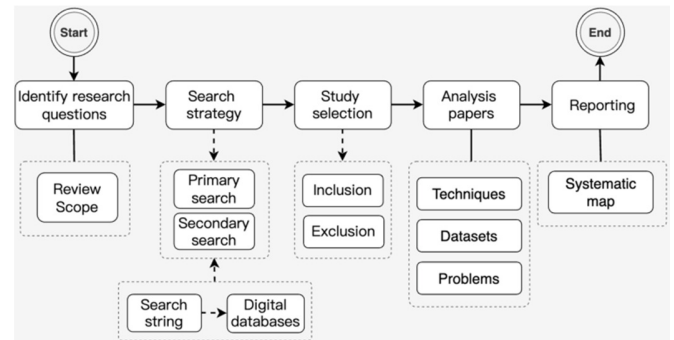 Start
End
Identify research
questions
Search
strategy
Study
selection
Analysis
papers
Reporting
Review
Scope
Primary
search
Secondary
search
Inclusion
Exclusion
Techniques
Datasets
Problems
Systematic
map
Search
string
Digital
databases